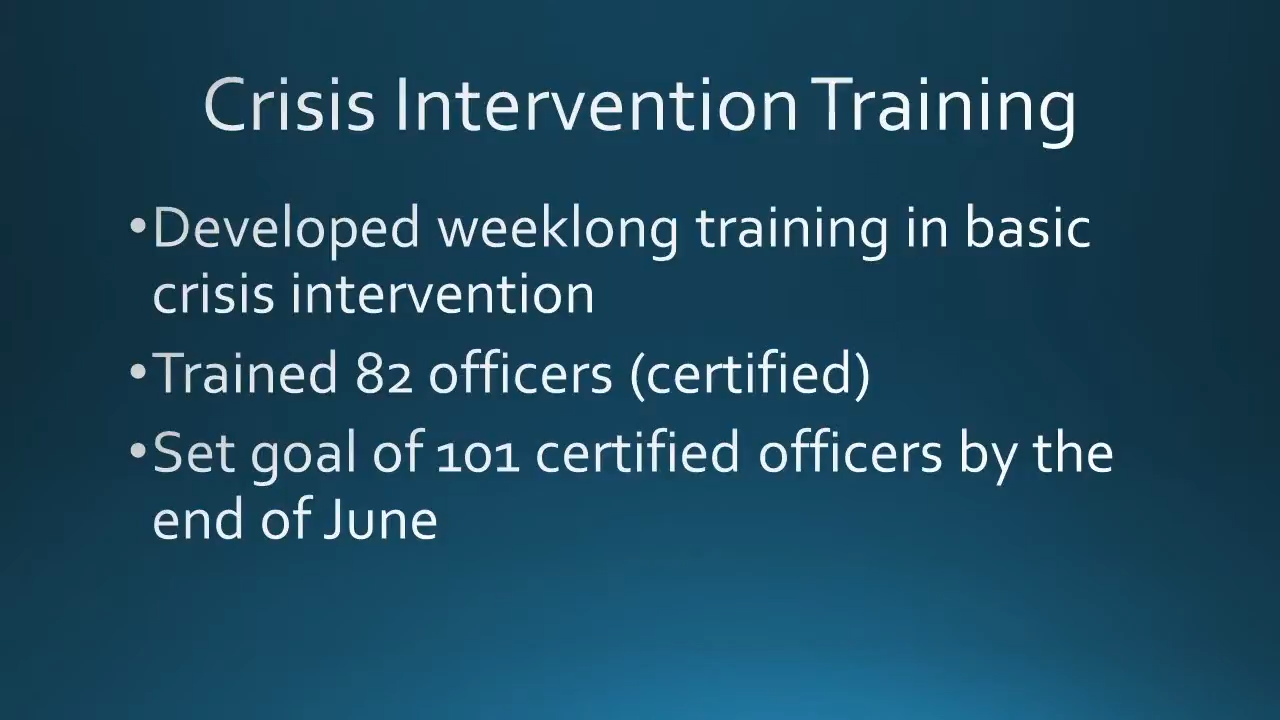 Crisis Intervention Training
•Developed weeklong training in basic
crisis intervention
•Trained 82 officers (certified)
•Set goal of 101 certified officers by the
end of June